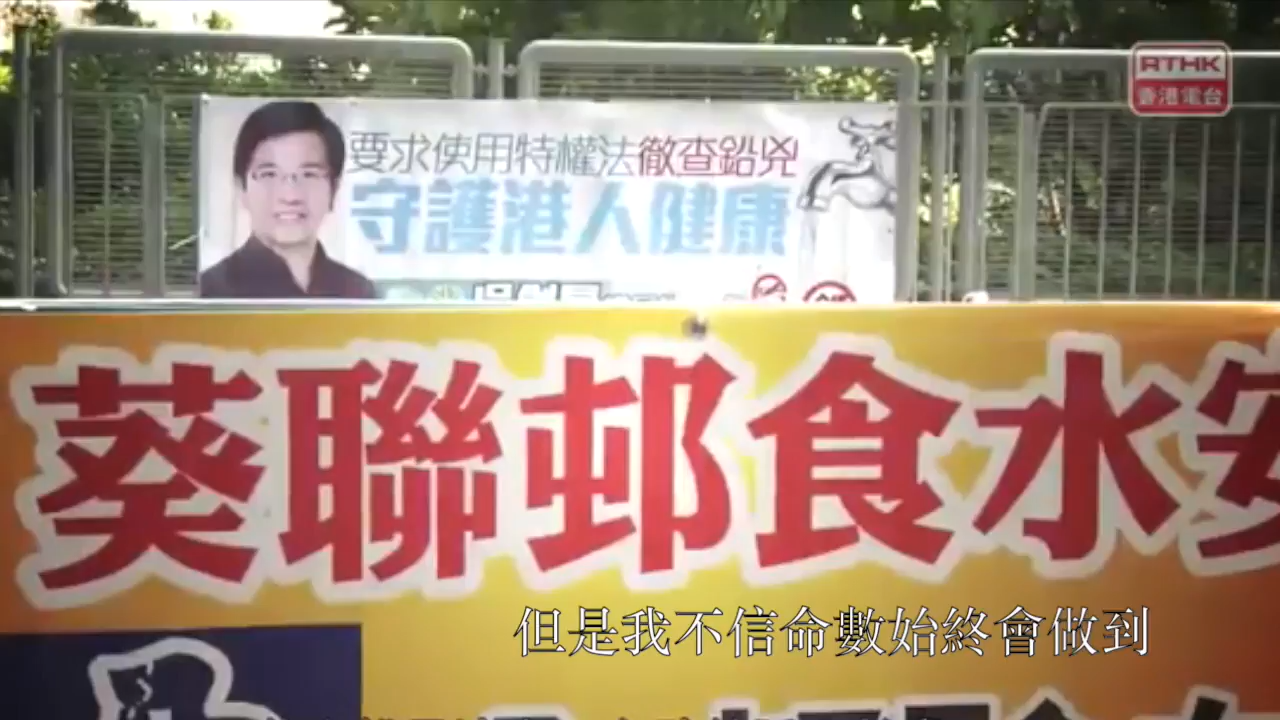 RTHK
香港電台
要求使用特權法徹查鉛兇
守護港人健康
葵聯邨食水安
但是我不信命數始終會做到